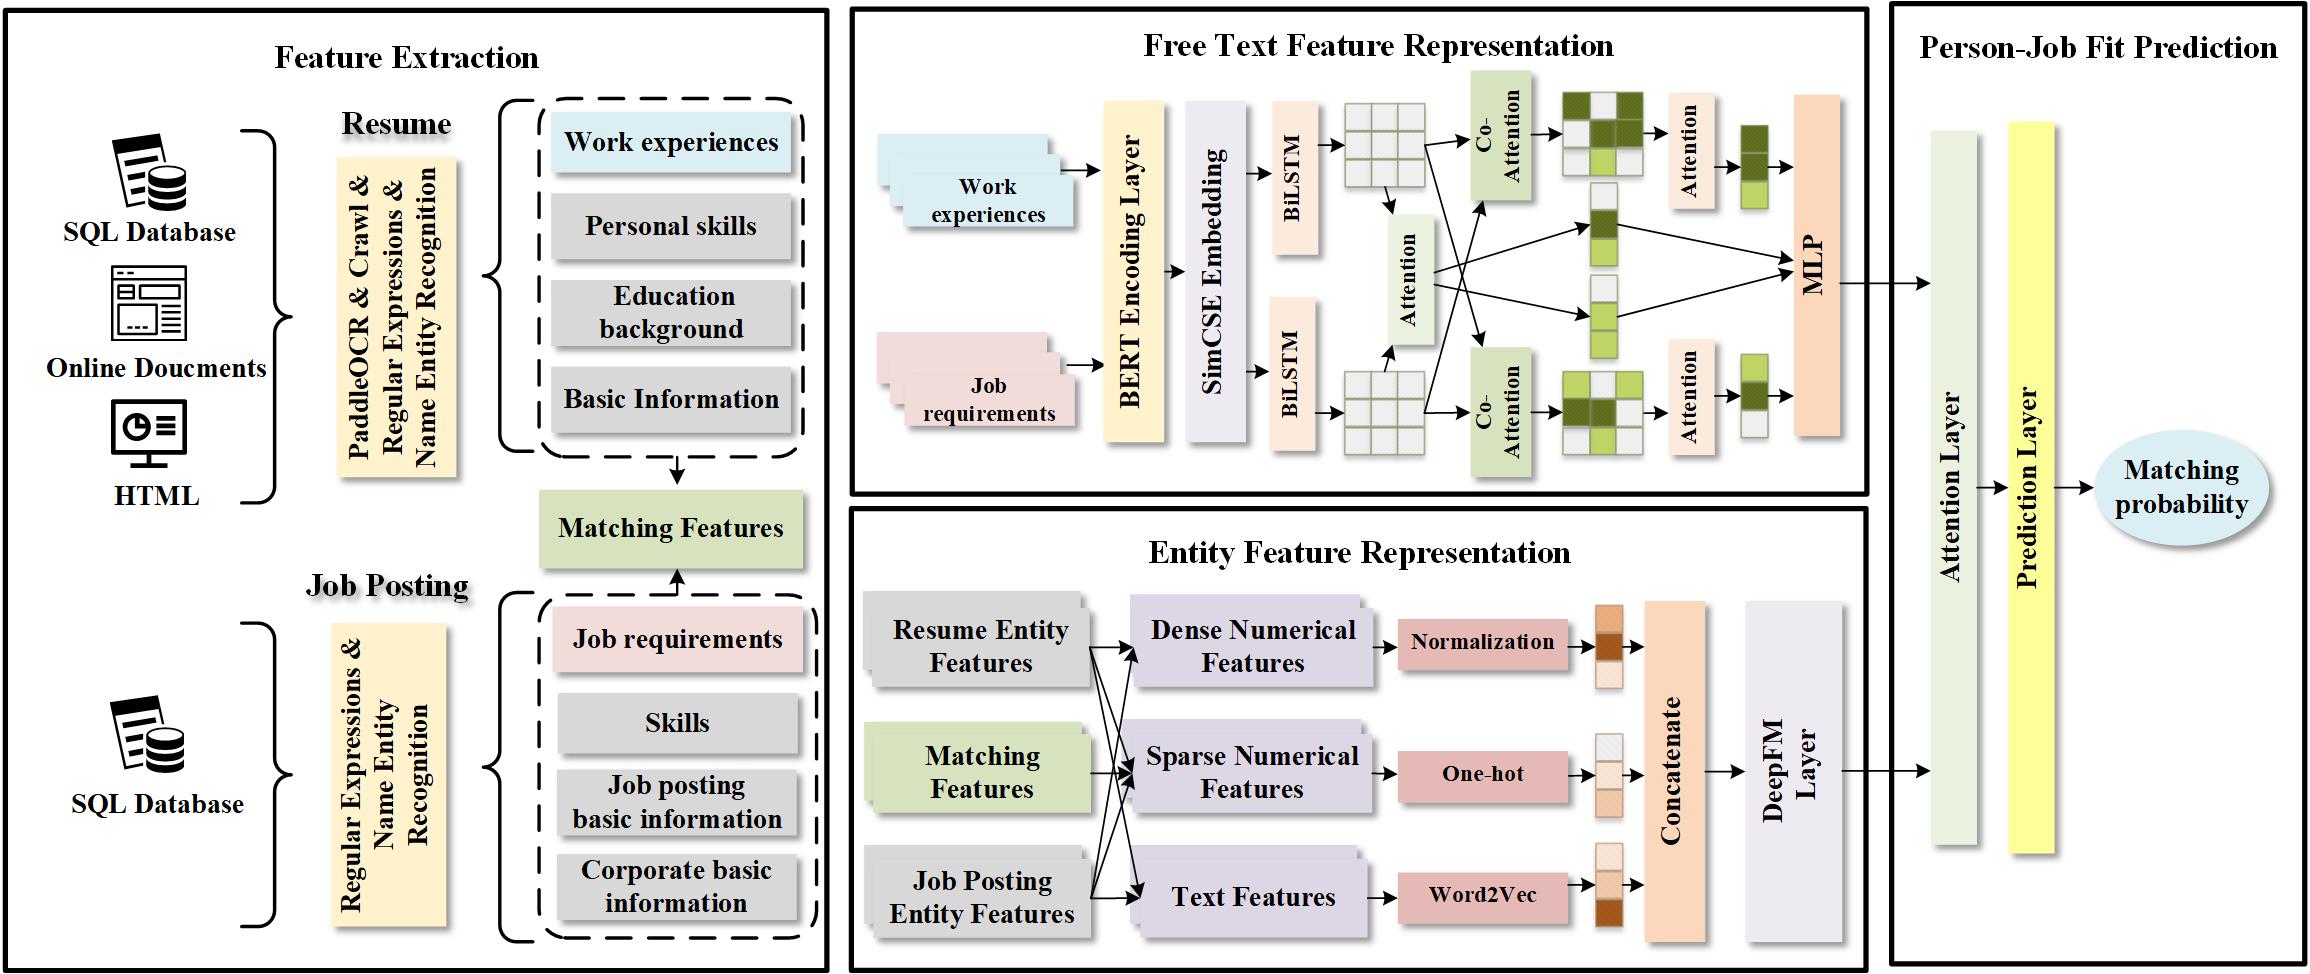 Feature Extraction
Resume
SQL Database
Online Doucments
HTML
PaddleOCR & Crawl &
Regular Expressions &
Name Entity Recognition
Work experiences
Personal skills
Education
background
Basic Information
Matching Features
Job Posting
SQL Database
Regular Expressions &
Name Entity
Recognition
Job requirements
Skills
Job posting
basic information
Corporate basic
information
Free Text Feature Representation
Work
experiences
Job
requirements
BERT Encoding Layer
SimCSE Embedding
BiLSTM
BiLSTM
Attention
Co-
Attention
Co-
Attention
Attention
Attention
MLP
Entity Feature Representation
Resume Entity
Features
Matching
Features
Job Posting
Entity Features
Dense Numerical
Features
Sparse Numerical
Features
Text Features
Normalization
One-hot
Word2Vec
Concatenate
DeepFM
Layer
Person-Job Fit Prediction
Attention Layer
Prediction Layer
Matching
probability